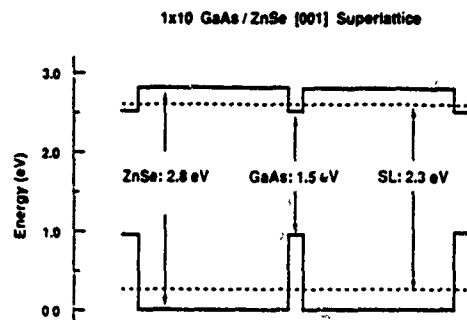 1x10 GaAs / ZnSe [001] Superlattice
3.0
2.0
1.0
0.0
Energy (eV)
ZnSe: 2.8 eV
GaAs: 1.5 eV
SL: 2.3 eV